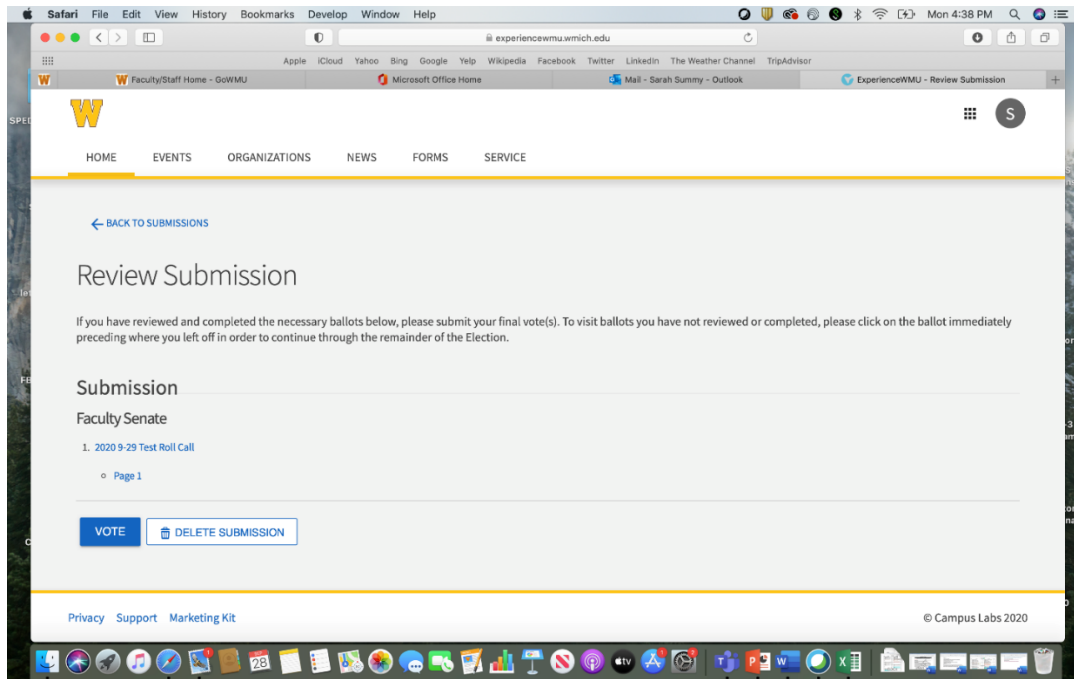 Safari File Edit View History Bookmarks Develop Window Help
Mon 4:38 PM
experiencewmu.wmich.edu
Apple iCloud Yahoo Bing Google Yelp Wikipedia Facebook Twitter LinkedIn The Weather Channel TripAdvisor
W W Faculty/Staff Home - GoWMU Microsoft Office Home Mail - Sarah Summy - Outlook ExperienceWMU - Review Submission
SPED
W S
HOME EVENTS ORGANIZATIONS NEWS FORMS SERVICE
BACK TO SUBMISSIONS
Review Submission
If you have reviewed and completed the necessary ballots below, please submit your final vote(s). To visit ballots you have not reviewed or completed, please click on the ballot immediately
preceding where you left off in order to continue through the remainder of the Election.
Submission
Faculty Senate
1. 2020 9-29 Test Roll Call
Page 1
VOTE DELETE SUBMISSION
Privacy Support Marketing Kit © Campus Labs 2020
28 tv